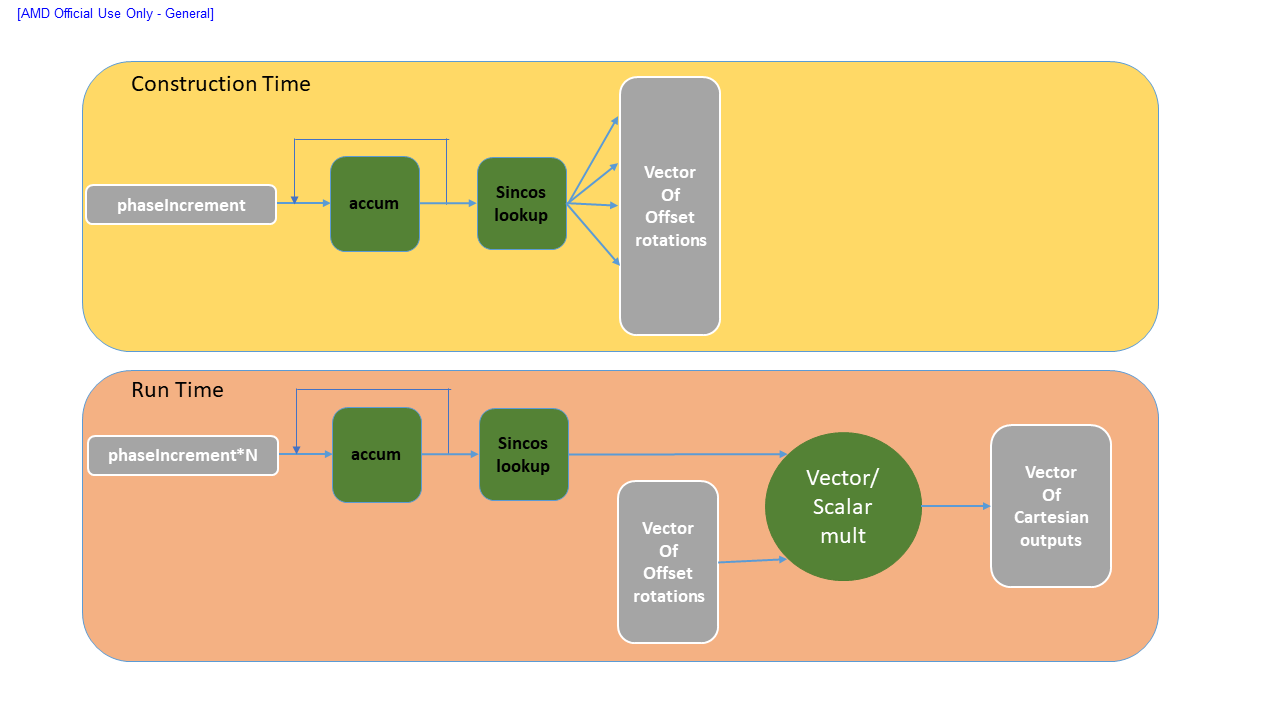 [AMD Official Use Only - General]
Construction Time
phaseIncrement
accum
Sincos
lookup
Vector
Of
Offset
rotations
Run Time
phaseIncrement*N
accum
Sincos
lookup
Vector
Of
Offset
rotations
Vector/
Scalar
mult
Vector
Of
Cartesian
outputs